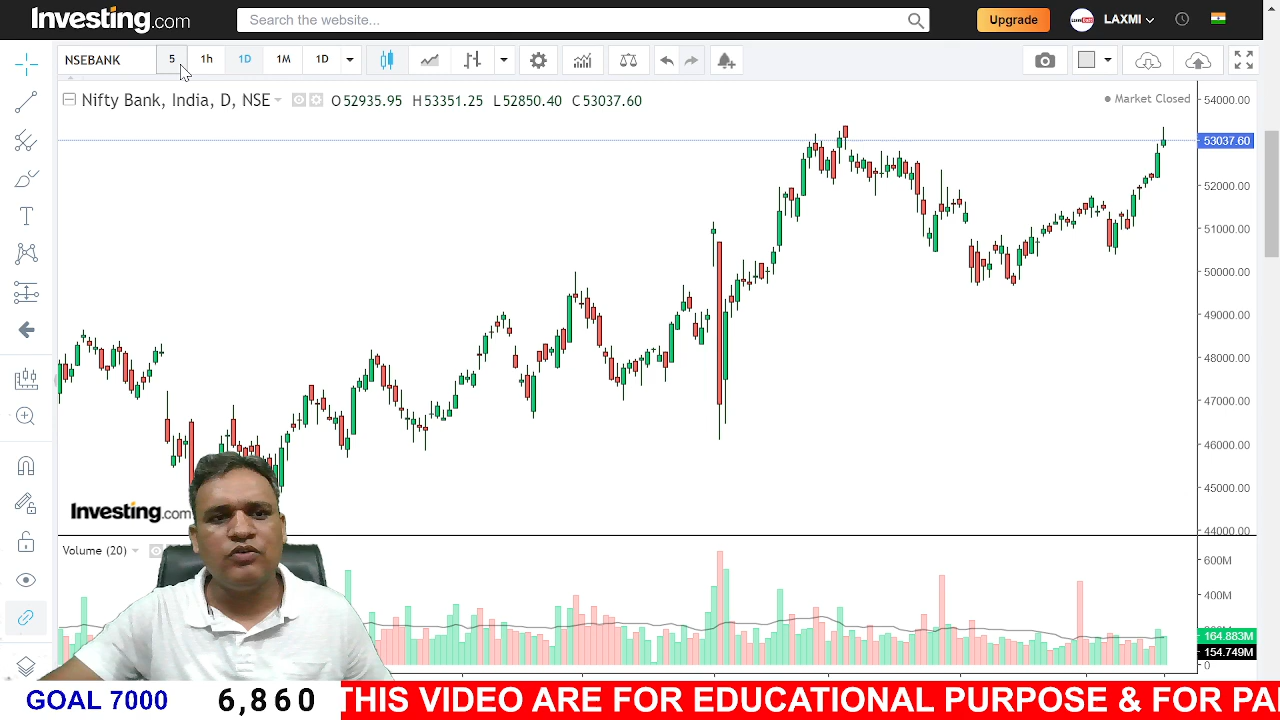 Investing.com
Search the website...
Upgrade
LAXMI
NSEBANK
5
1h
1D
1M
1D
Nifty Bank, India, D, NSE
O 52935.95 H 53351.25 L 52850.40 C 53037.60
Market Closed
54000.00
53037.60
52000.00
51000.00
50000.00
49000.00
48000.00
47000.00
46000.00
45000.00
44000.00
Investing.com
Volume (20)
600M
400M
164.883M
154.749M
0
GOAL 7000
6,860
THIS VIDEO ARE FOR EDUCATIONAL PURPOSE & FOR PA